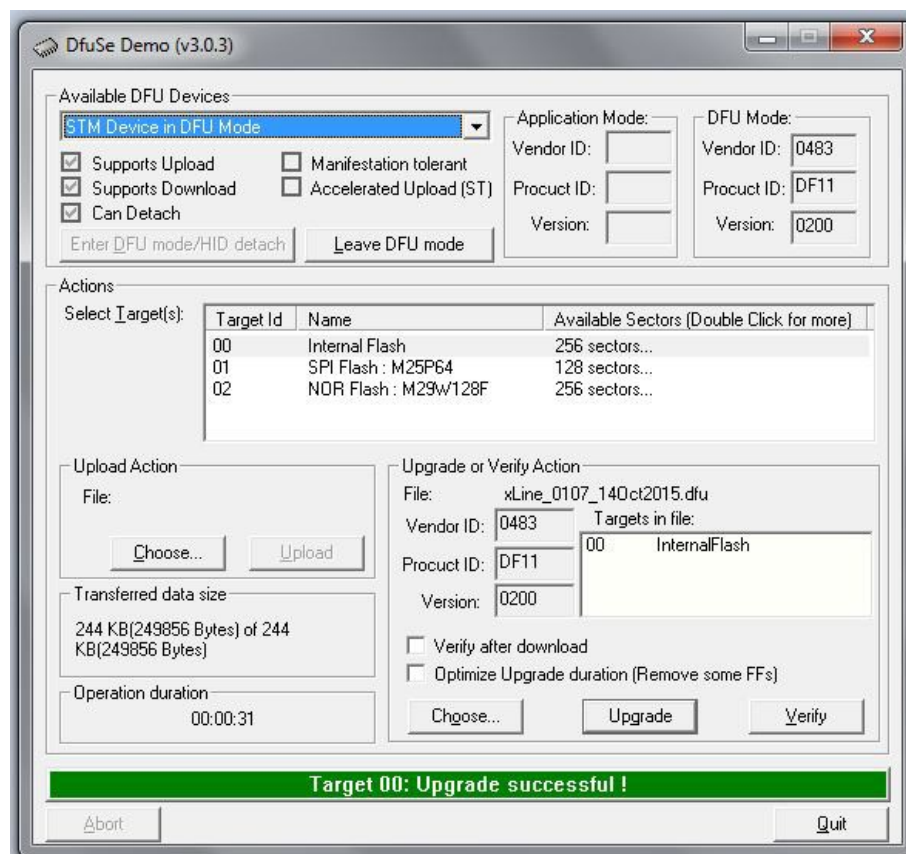 DfuSe Demo (v3.0.3)
Available DFU Devices
STM Device in DFU Mode
Supports Upload
Manifestation tolerant
Supports Download
Accelerated Upload (ST)
Can Detach
Enter DFU mode/HID detach
Leave DFU mode
Application Mode:
Vendor ID:
Procuct ID:
Version:
DFU Mode:
Vendor ID: 0483
Procuct ID: DF11
Version: 0200
Actions
Select Target(s):
Target Id Name Available Sectors (Double Click for more)
00 Internal Flash 256 sectors...
01 SPI Flash : M25P64 128 sectors...
02 NOR Flash : M29W128F 256 sectors...
Upload Action
File:
Choose... Upload
Transferred data size
244 KB(249856 Bytes) of 244
KB(249856 Bytes)
Operation duration
00:00:31
Upgrade or Verify Action
File: xLine_0107_14Oct2015.dfu
Vendor ID: 0483
Procuct ID: DF11
Version: 0200
Targets in file:
00 InternalFlash
Verify after download
Optimize Upgrade duration (Remove some FFs)
Choose... Upgrade Verify
Target 00: Upgrade successful !
Abort Quit